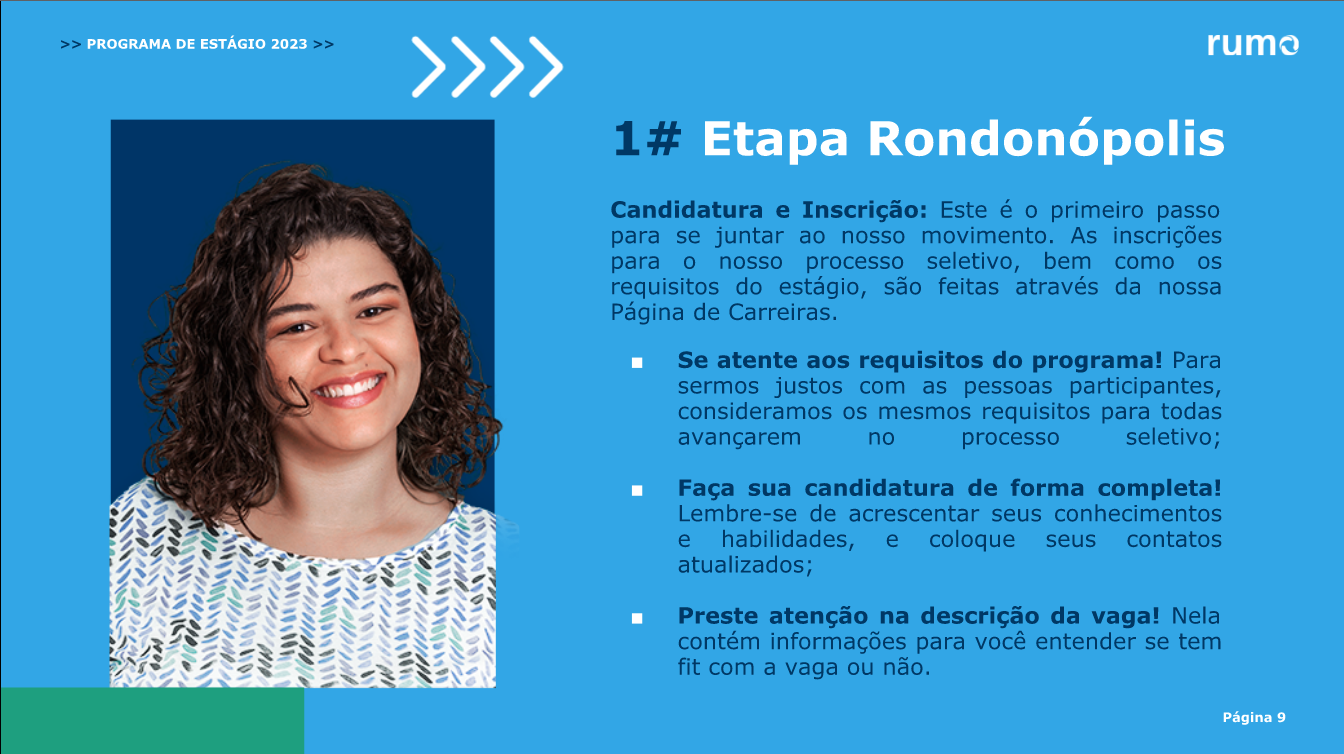 >> PROGRAMA DE ESTÁGIO 2023 >>
rumo
1# Etapa Rondonópolis
Candidatura e Inscrição: Este é o primeiro passo
para se juntar ao nosso movimento. As inscrições
para o nosso processo seletivo, bem como os
requisitos do estágio, são feitas através da nossa
Página de Carreiras.
▪ Se atente aos requisitos do programa! Para
sermos justos com as pessoas participantes,
consideramos os mesmos requisitos para todas
avançarem no processo seletivo;
▪ Faça sua candidatura de forma completa!
Lembre-se de acrescentar seus conhecimentos
e habilidades, e coloque seus contatos
atualizados;
▪ Preste atenção na descrição da vaga! Nela
contém informações para você entender se tem
fit com a vaga ou não.
Página 9